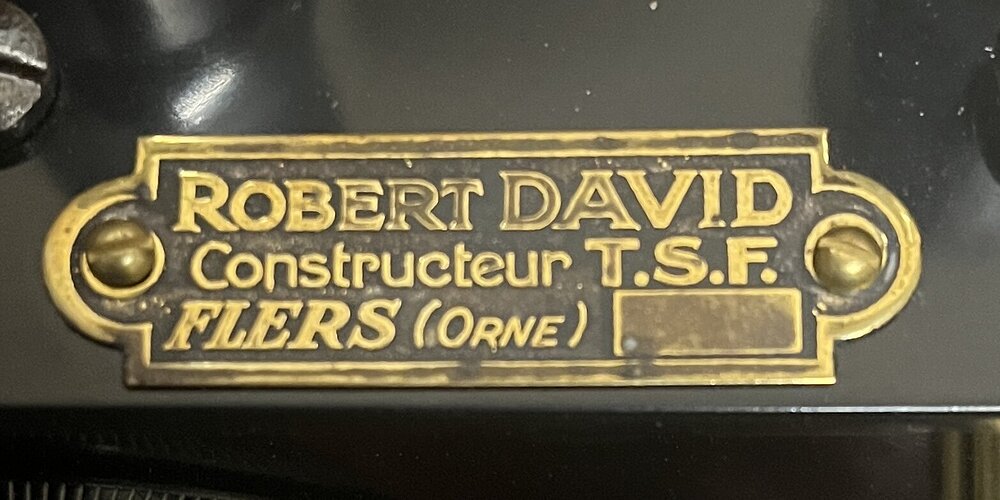 ROBERT DAVID
Constructeur T.S.F.
FLERS (ORNE)